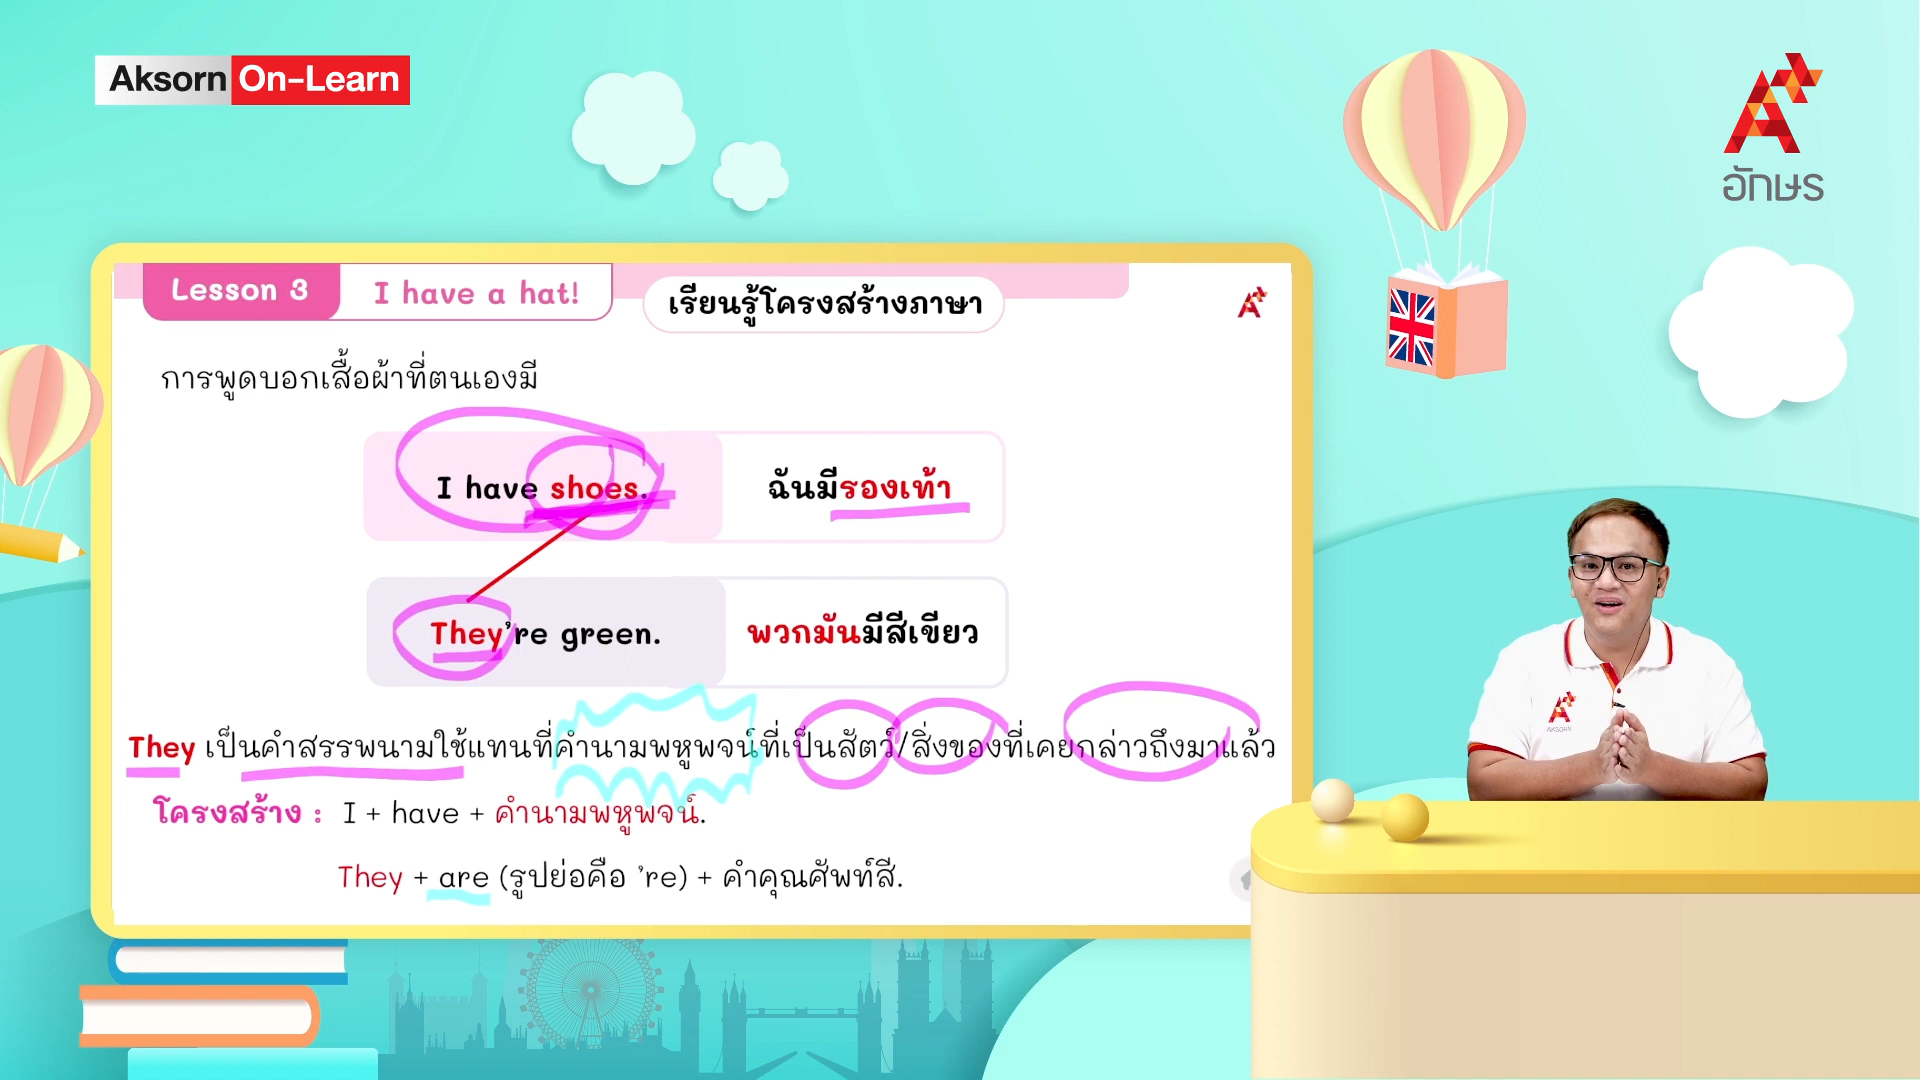 Aksorn On-Learn
อักษร
Lesson 3 I have a hat! เรียนรู้โครงสร้างภาษา
การพูดบอกเสื้อผ้าที่ตนเองมี
I have shoes. ฉันมีรองเท้า
They're green. พวกมันมีสีเขียว
They เป็นคำสรรพนามใช้แทนที่คำนามพหูพจน์ที่เป็นสัตว์/สิ่งของที่เคยกล่าวถึงมาแล้ว
โครงสร้าง : I + have + คำนามพหูพจน์.
They + are (รูปย่อคือ 're) + คำคุณศัพท์สี.
AKSORN